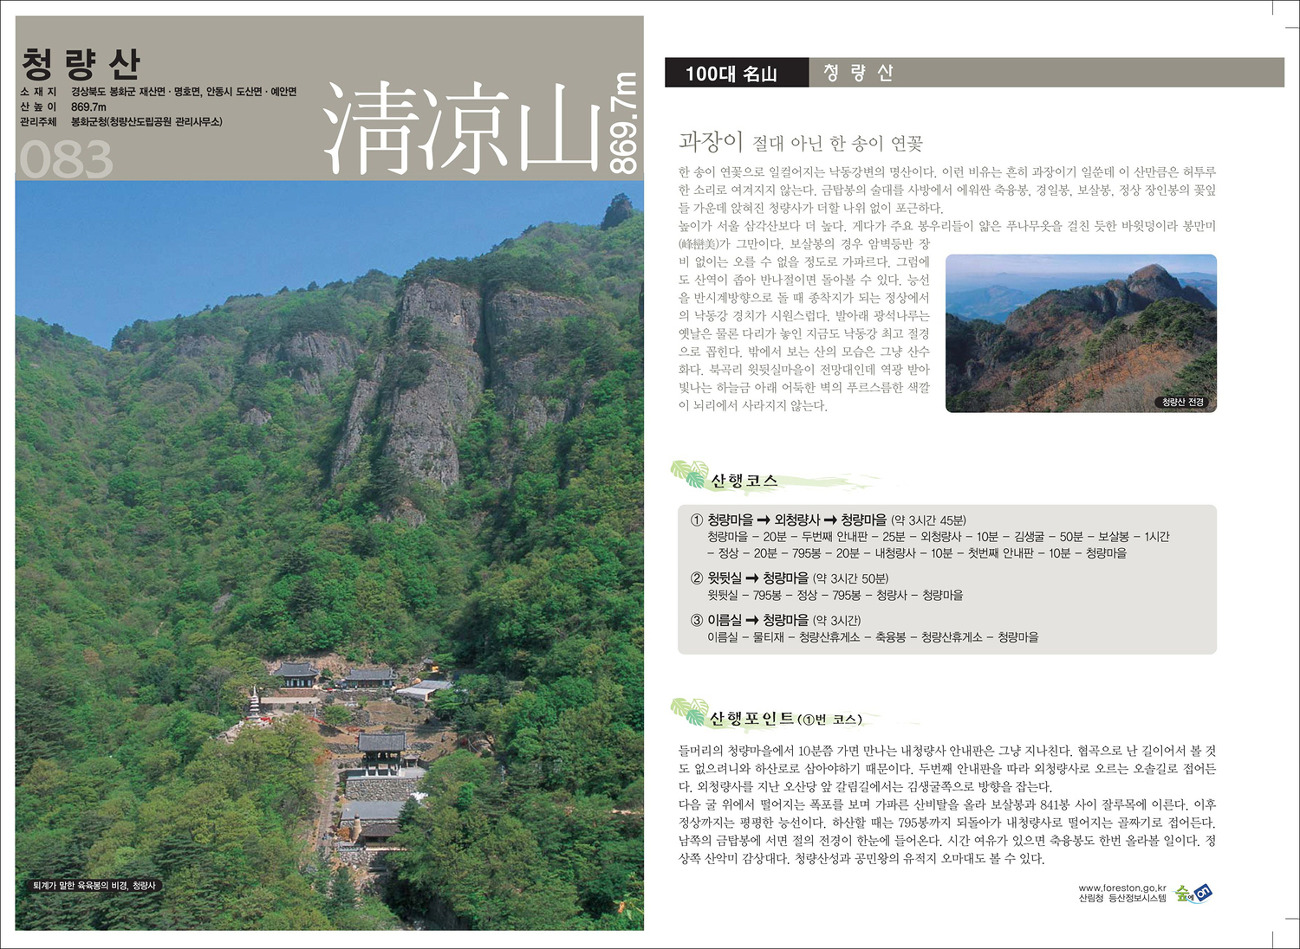 청량산
소재지 경상북도 봉화군 재산면·명호면, 안동시 도산면·예안면
산높이 869.7m
관리주체 봉화군청(청량산도립공원 관리사무소)
083
淸凉山
869.7m
퇴계가 말한 육육봉의 비경, 청량사
100대 名山 청량산
과장이 절대 아닌 한 송이 연꽃
한 송이 연꽃으로 일컬어지는 낙동강변의 명산이다. 이런 비유는 흔히 과장이기 일쑨데 이 산만큼은 허투루
한 소리로 여겨지지 않는다. 금탑봉의 술대를 사방에서 에워싼 축융봉, 경일봉, 보살봉, 정상 장인봉의 꽃잎
들 가운데 앉혀진 청량사가 더할 나위 없이 포근하다.
높이가 서울 삼각산보다 더 높다. 게다가 주요 봉우리들이 얇은 푸나무옷을 걸친 듯한 바윗덩이라 봉만미
(峰巒美)가 그만이다. 보살봉의 경우 암벽등반 장
비 없이는 오를 수 없을 정도로 가파르다. 그럼에
도 산역이 좁아 반나절이면 돌아볼 수 있다. 능선
을 반시계방향으로 돌 때 종착지가 되는 정상에서
의 낙동강 경치가 시원스럽다. 발아래 광석나루는
옛날은 물론 다리가 놓인 지금도 낙동강 최고 절경
으로 꼽힌다. 밖에서 보는 산의 모습은 그냥 산수
화다. 북곡리 윗뒷실마을이 전망대인데 역광 받아
빛나는 하늘금 아래 어둑한 벽의 푸르스름한 색깔
이 뇌리에서 사라지지 않는다.
청량산 전경
산행코스
① 청량마을 ➞ 외청량사 ➞ 청량마을 (약 3시간 45분)
청량마을 - 20분 - 두번째 안내판 - 25분 - 외청량사 - 10분 - 김생굴 - 50분 - 보살봉 - 1시간
- 정상 - 20분 - 795봉 - 20분 - 내청량사 - 10분 - 첫번째 안내판 - 10분 - 청량마을
② 윗뒷실 ➞ 청량마을 (약 3시간 50분)
윗뒷실 - 795봉 - 정상 - 795봉 - 청량사 - 청량마을
③ 이름실 ➞ 청량마을 (약 3시간)
이름실 - 물티재 - 청량산휴게소 - 축융봉 - 청량산휴게소 - 청량마을
산행포인트(①번 코스)
들머리의 청량마을에서 10분쯤 가면 만나는 내청량사 안내판은 그냥 지나친다. 협곡으로 난 길이어서 볼 것
도 없으려니와 하산로로 삼아야하기 때문이다. 두번째 안내판을 따라 외청량사로 오르는 오솔길로 접어든
다. 외청량사를 지난 오산당 앞 갈림길에서는 김생굴쪽으로 방향을 잡는다.
다음 굴 위에서 떨어지는 폭포를 보며 가파른 산비탈을 올라 보살봉과 841봉 사이 잘루목에 이른다. 이후
정상까지는 평평한 능선이다. 하산할 때는 795봉까지 되돌아가 내청량사로 떨어지는 골짜기로 접어든다.
남쪽의 금탑봉에 서면 절의 전경이 한눈에 들어온다. 시간 여유가 있으면 축융봉도 한번 올라볼 일이다. 정
상쪽 산악미 감상대다. 청량산성과 공민왕의 유적지 오마대도 볼 수 있다.
www.foreston.go.kr
산림청 등산정보시스템
숲에on